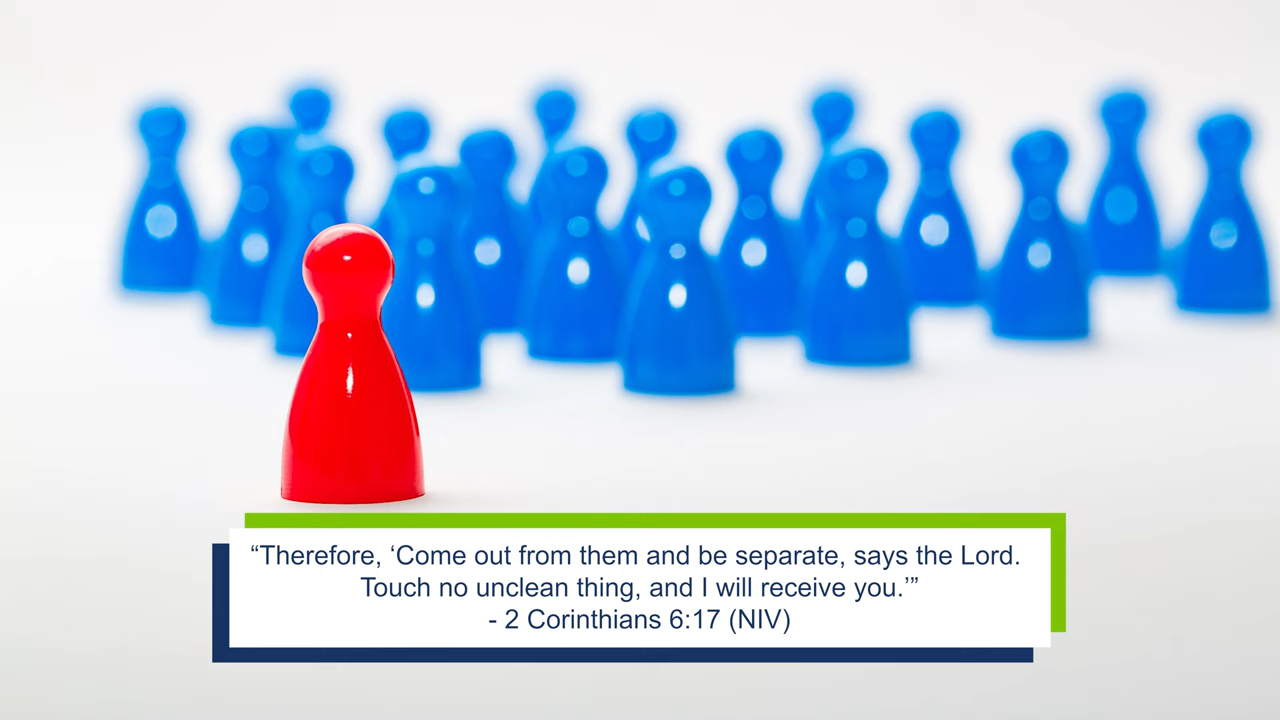 “Therefore, ‘Come out from them and be separate, says the Lord.
Touch no unclean thing, and I will receive you.’”
- 2 Corinthians 6:17 (NIV)